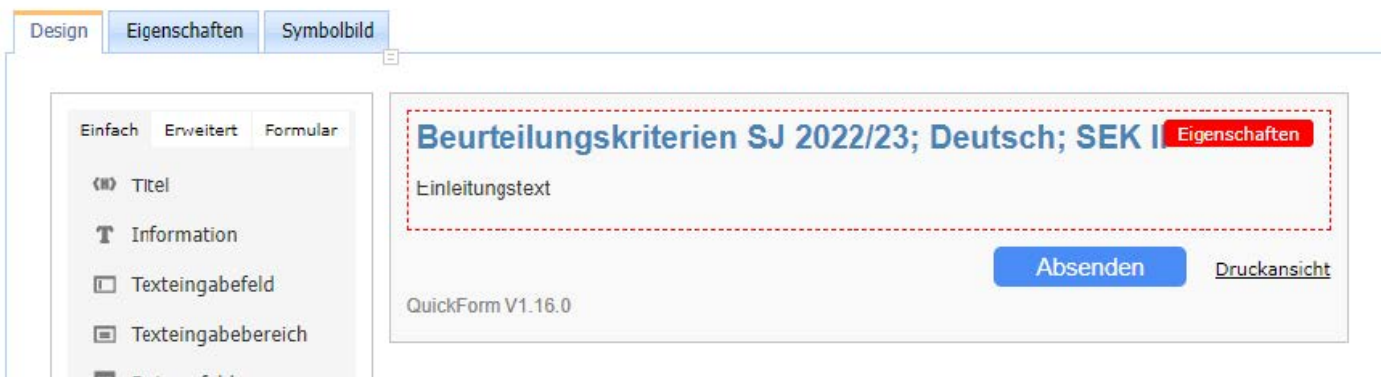 Design Eigenschaften Symbolbild
Einfach Erweitert Formular
Titel
Information
Texteingabefeld
Texteingabebereich
Beurteilungskriterien SJ 2022/23; Deutsch; SEK
Eigenschaften
Einleitungstext
Absenden Druckansicht
QuickForm V1.16.0